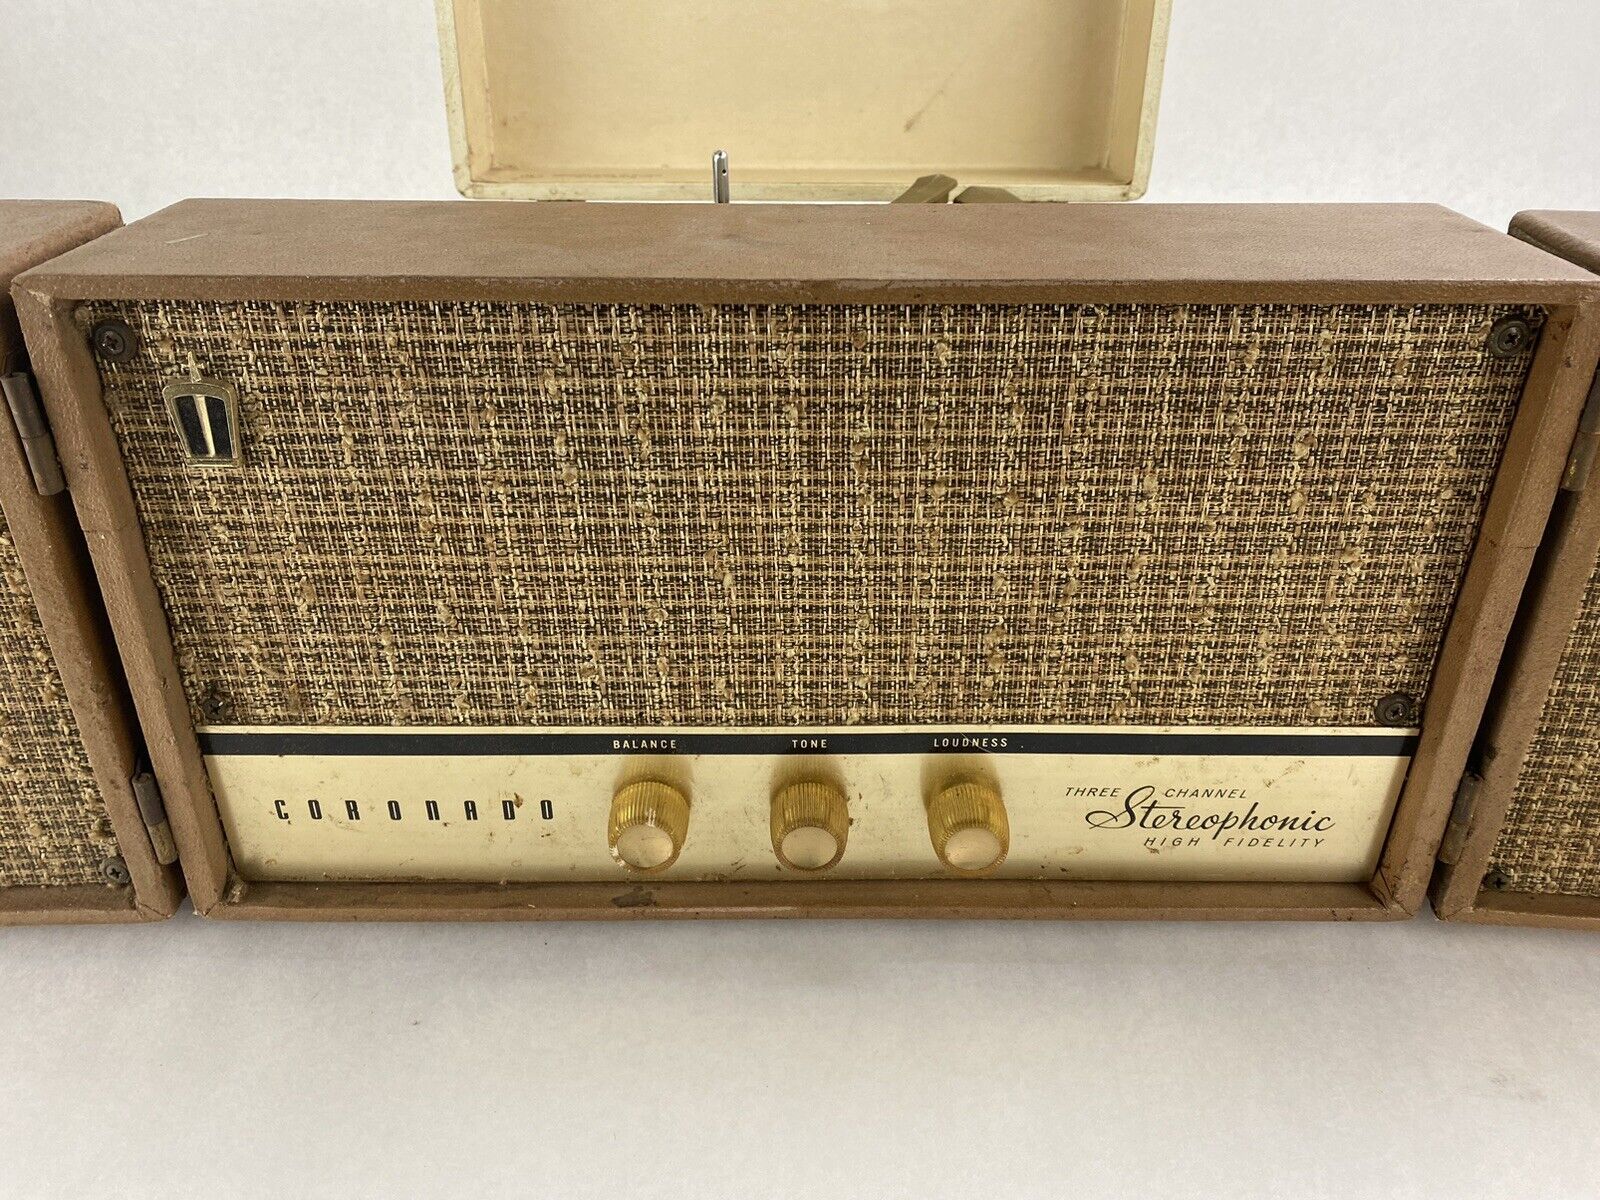 BALANCE TONE LOUDNESS
CORONADO
THREE CHANNEL
Stereophonic
HIGH FIDELITY